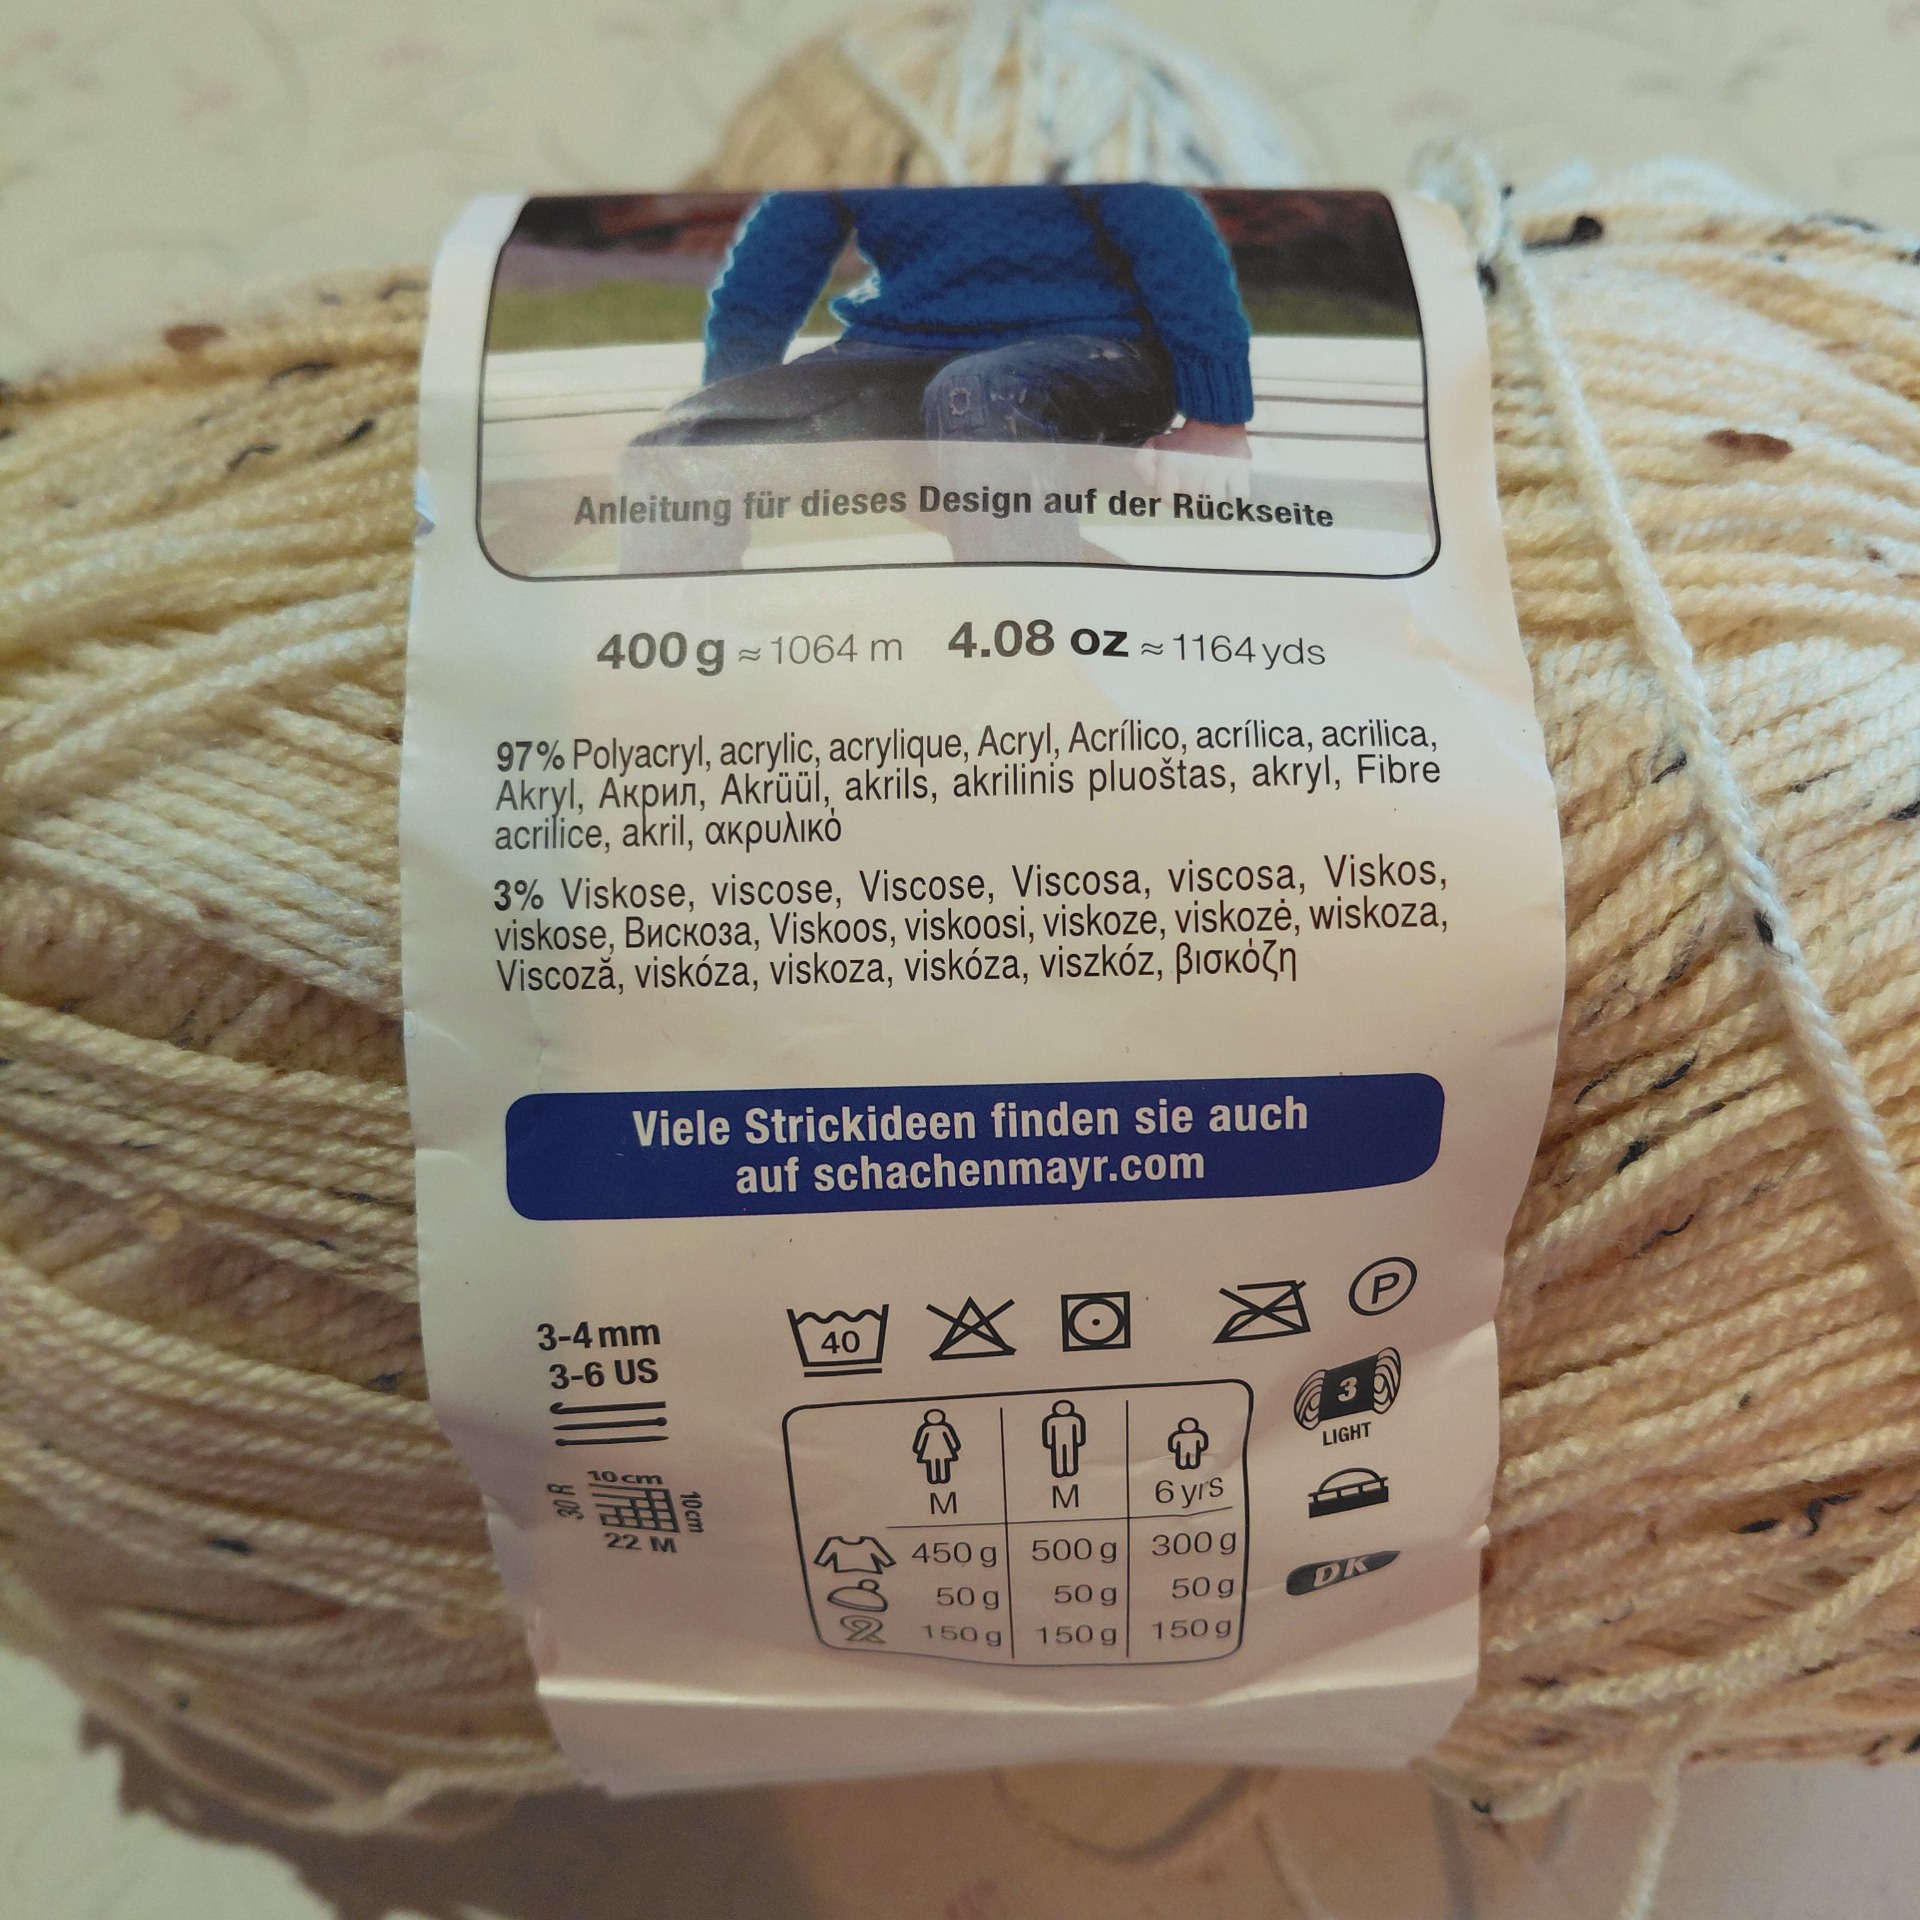 Anleitung für dieses Design auf der Rückseite
400 g ≈ 1064 m 4.08 oz ≈ 1164 yds
97% Polyacryl, acrylic, acrylique, Acryl, Acrílico, acrílica, acrilica,
Akryl, Акрил, Akrüül, akrils, akrilinis pluoštas, akryl, Fibre
acrilice, akril, ακρυλικό
3% Viskose, viscose, Viscose, Viscosa, viscosa, Viskos,
viskose, Вискоза, Viskoos, viskoosi, viskoze, viskozė, wiskoza,
Viscoză, viskóza, viskoza, viskóza, viszkóz, βισκόζη
Viele Strickideen finden sie auch
auf schachenmayr.com
3-4 mm
3-6 US
40
P
3
LIGHT
10 cm
30 R
10 cm
22 M
M M 6 yrs
450 g 500 g 300 g
50 g 50 g 50 g
150 g 150 g 150 g
DK